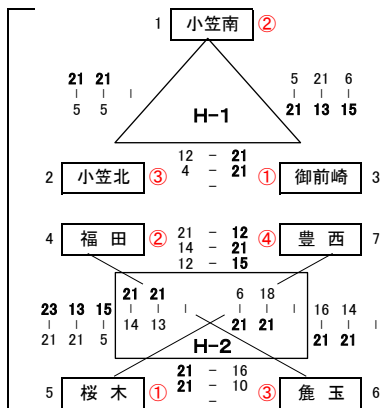 1 小笠南 ②
21 21 5 21 6
| | | | | |
5 5 21 13 15
H-1
12 - 21
4 - 21
-
2 小笠北 ③ ① 御前崎 3
4 福田 ② 21 - 12 ④ 豊西 7
14 - 21
12 - 15
21 21 6 18
23 13 15 | | | | | | 16 14
| | | 14 13 21 21 | | |
21 21 5 21 21
H-2
21 - 16
21 - 10
-
5 桜木 ① ③ 麁玉 6